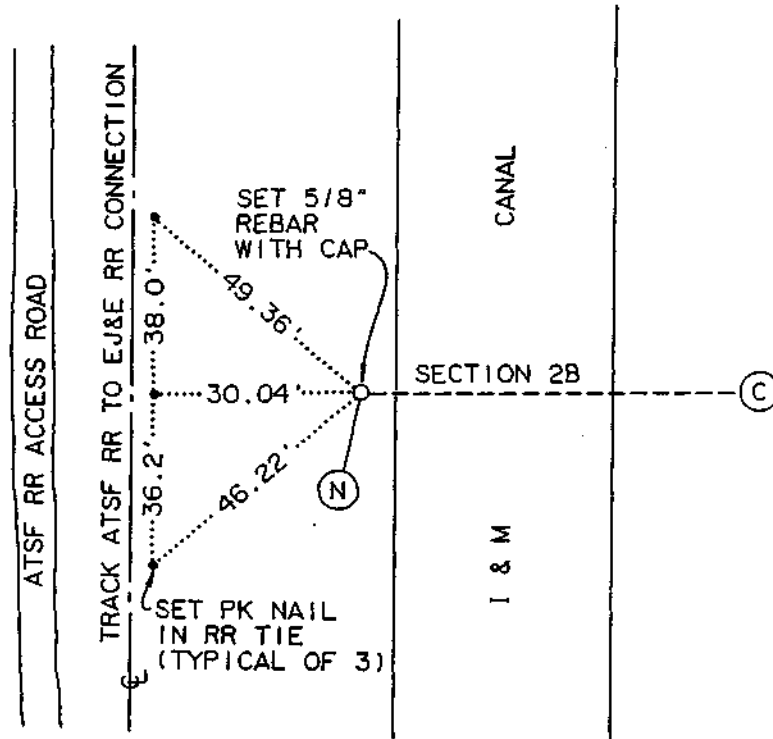 ATSF RR ACCESS ROAD
TRACK ATSF RR TO EJ&E RR CONNECTION
SET 5/8"
REBAR
WITH CAP
CANAL
49.36'
38.0'
30.04'
SECTION 2B
C
36.2'
46.22'
N
I & M
SET PK NAIL
IN RR TIE
(TYPICAL OF 3)
℄